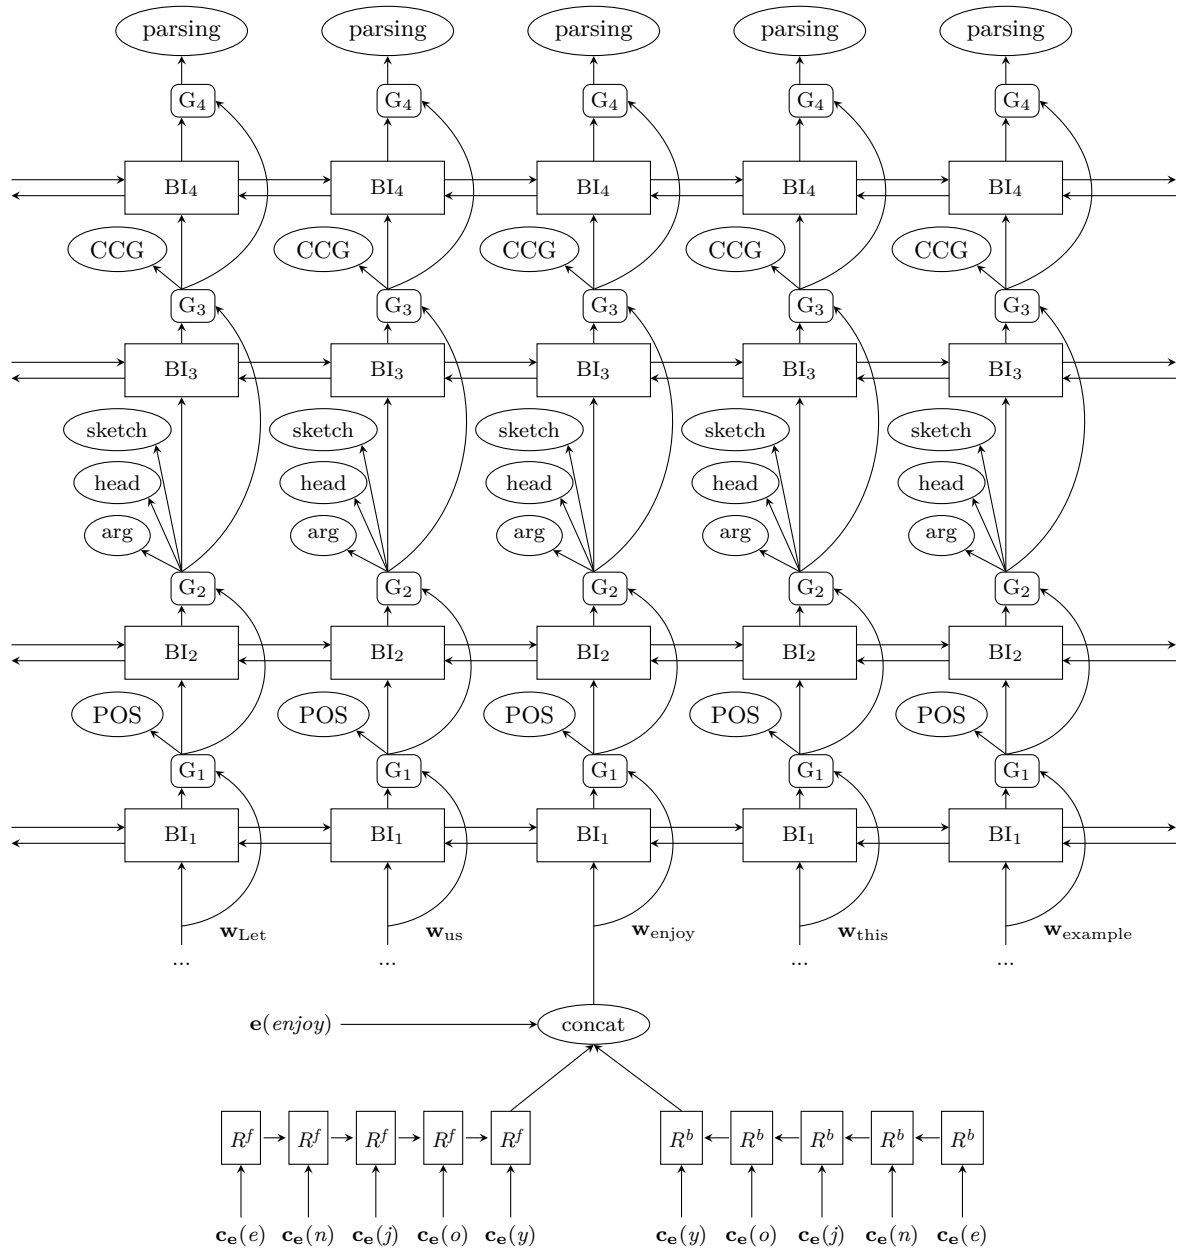 parsing parsing parsing parsing parsing
G4 G4 G4 G4 G4
BI4 BI4 BI4 BI4 BI4
CCG CCG CCG CCG CCG
G3 G3 G3 G3 G3
BI3 BI3 BI3 BI3 BI3
sketch sketch sketch sketch sketch
head head head head head
arg arg arg arg arg
G2 G2 G2 G2 G2
BI2 BI2 BI2 BI2 BI2
POS POS POS POS POS
G1 G1 G1 G1 G1
BI1 BI1 BI1 BI1 BI1
wLet wus wenjoy wthis wexample
... ... ... ...
e(enjoy) concat
Rf Rf Rf Rf Rf Rb Rb Rb Rb Rb
ce(e) ce(n) ce(j) ce(o) ce(y) ce(y) ce(o) ce(j) ce(n) ce(e)